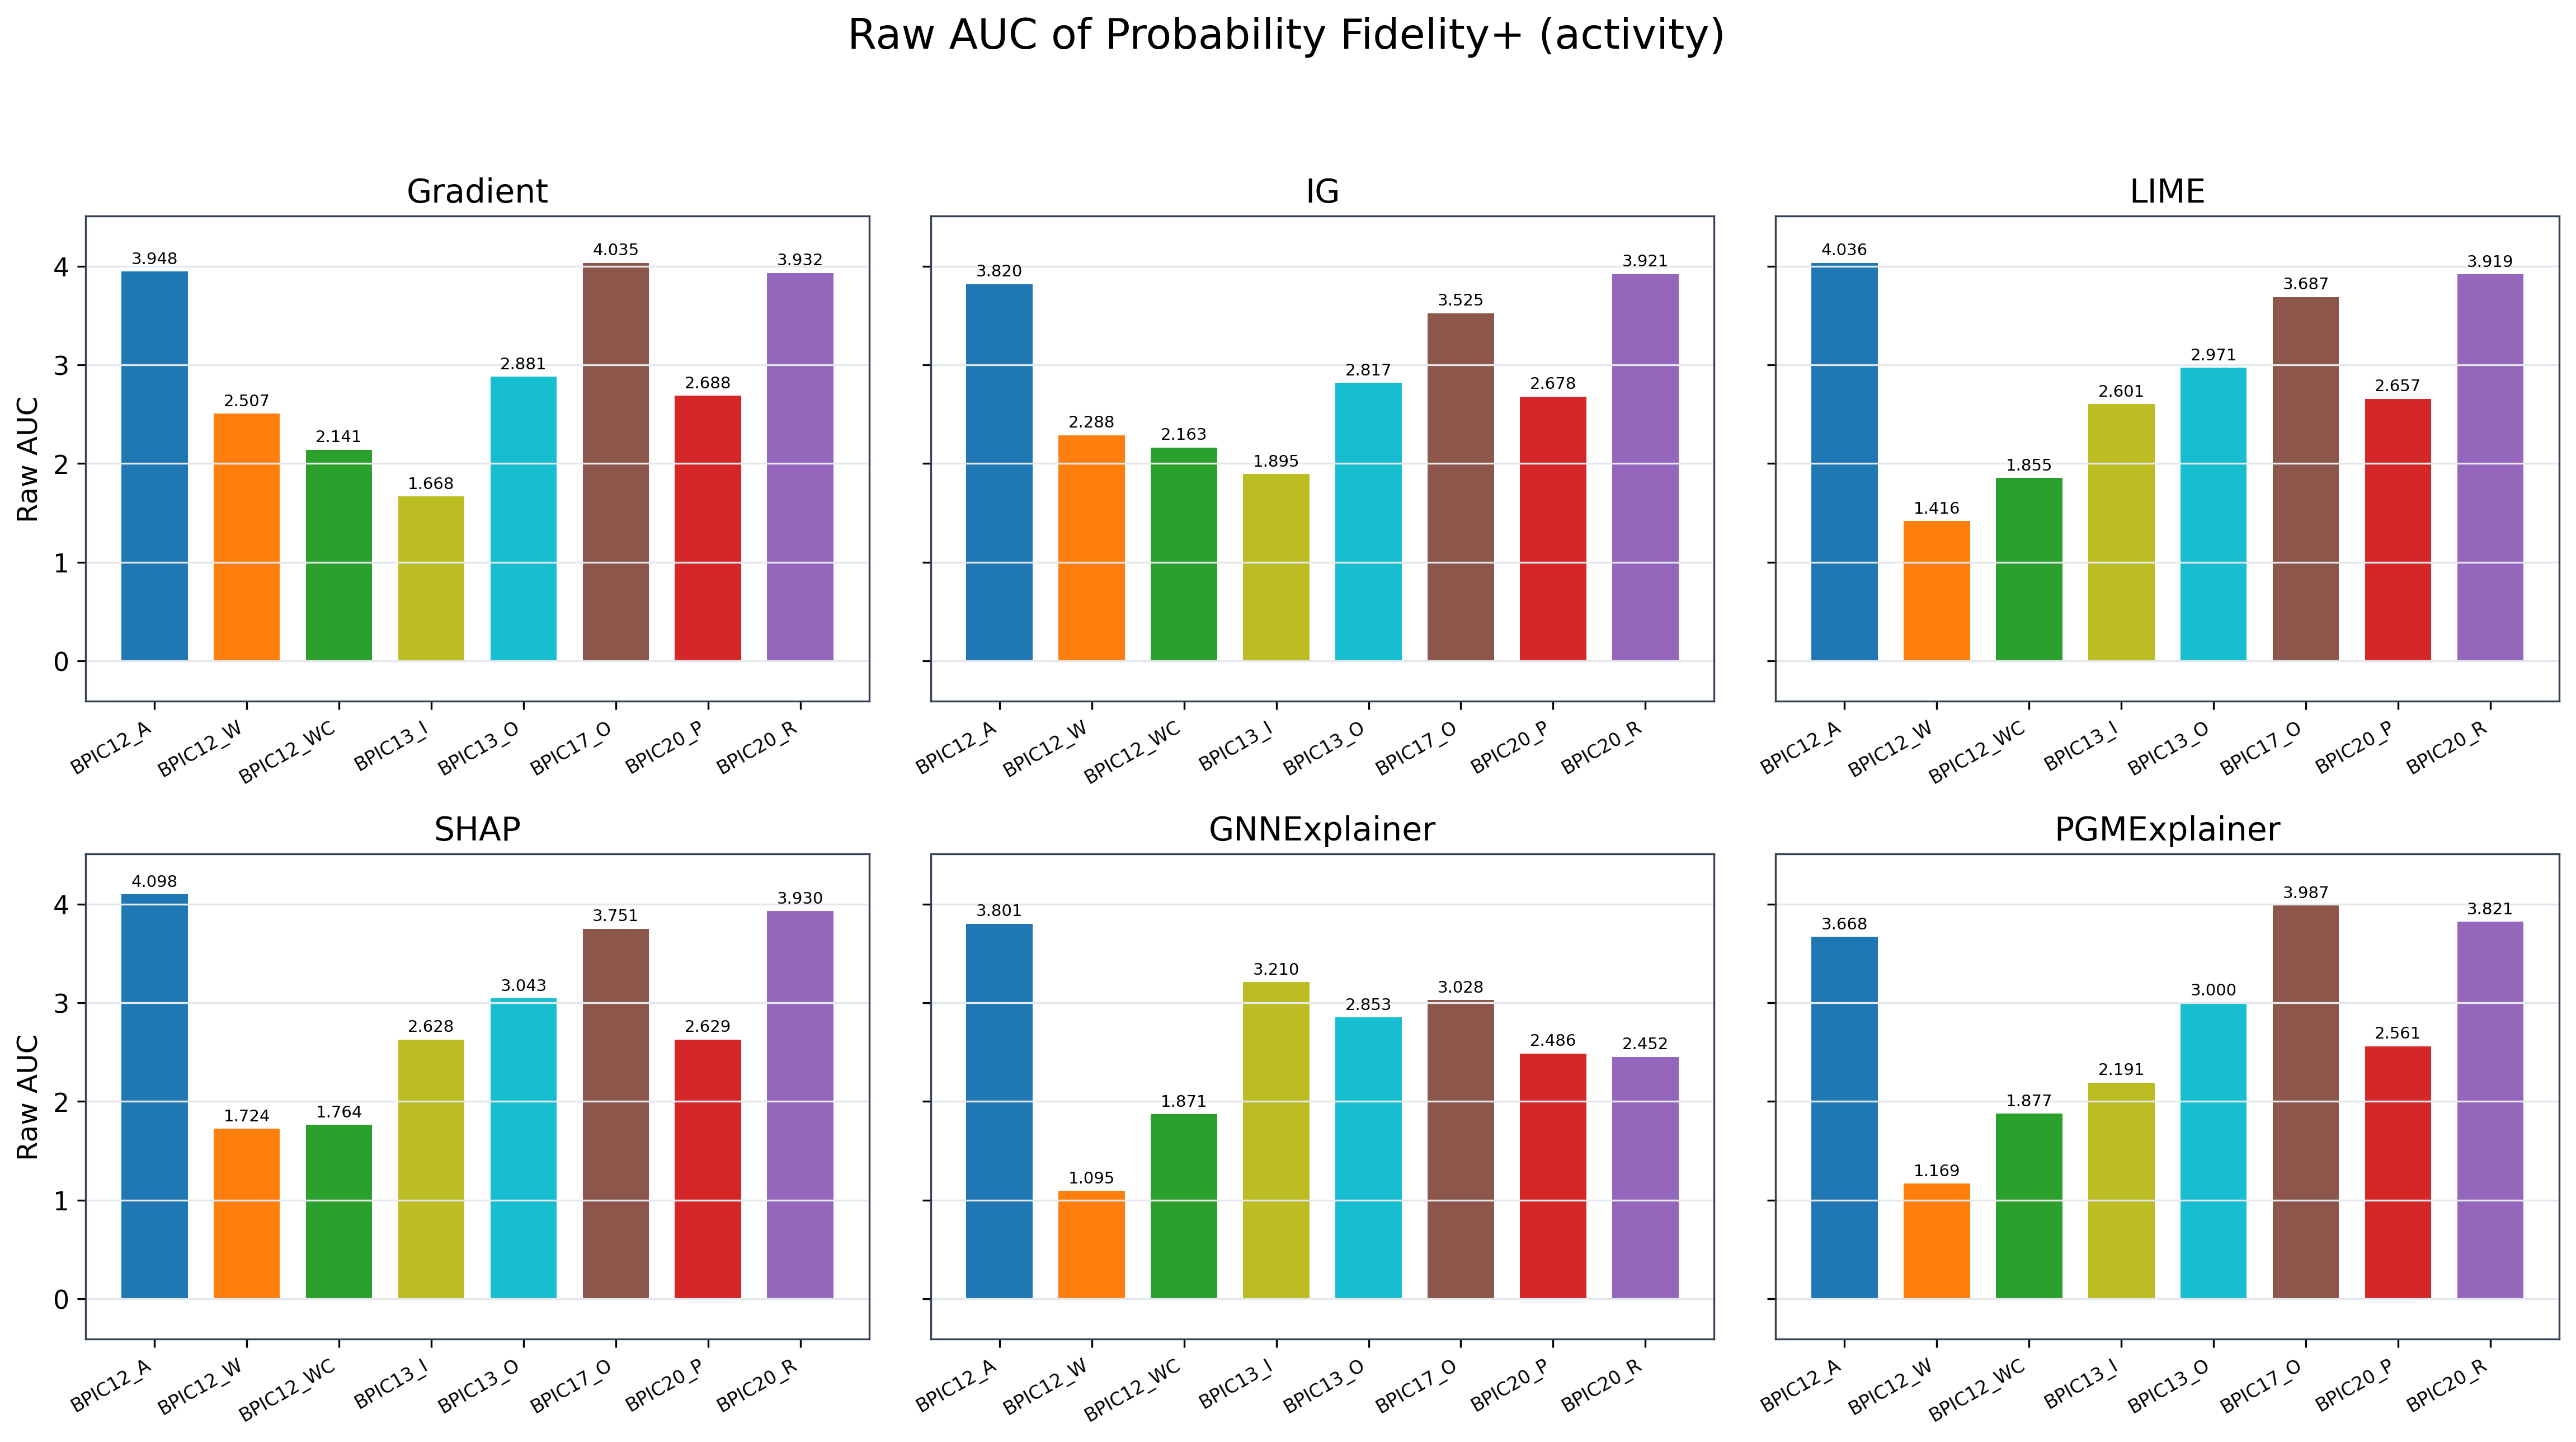 Raw AUC of Probability Fidelity+ (activity)
Gradient
Raw AUC
4
3
2
1
0
3.948
2.507
2.141
1.668
2.881
4.035
2.688
3.932
BPIC12_A
BPIC12_W
BPIC12_WC
BPIC13_I
BPIC13_O
BPIC17_O
BPIC20_P
BPIC20_R
IG
3.820
2.288
2.163
1.895
2.817
3.525
2.678
3.921
BPIC12_A
BPIC12_W
BPIC12_WC
BPIC13_I
BPIC13_O
BPIC17_O
BPIC20_P
BPIC20_R
LIME
4.036
1.416
1.855
2.601
2.971
3.687
2.657
3.919
BPIC12_A
BPIC12_W
BPIC12_WC
BPIC13_I
BPIC13_O
BPIC17_O
BPIC20_P
BPIC20_R
SHAP
Raw AUC
4
3
2
1
0
4.098
1.724
1.764
2.628
3.043
3.751
2.629
3.930
BPIC12_A
BPIC12_W
BPIC12_WC
BPIC13_I
BPIC13_O
BPIC17_O
BPIC20_P
BPIC20_R
GNNExplainer
3.801
1.095
1.871
3.210
2.853
3.028
2.486
2.452
BPIC12_A
BPIC12_W
BPIC12_WC
BPIC13_I
BPIC13_O
BPIC17_O
BPIC20_P
BPIC20_R
PGMExplainer
3.668
1.169
1.877
2.191
3.000
3.987
2.561
3.821
BPIC12_A
BPIC12_W
BPIC12_WC
BPIC13_I
BPIC13_O
BPIC17_O
BPIC20_P
BPIC20_R